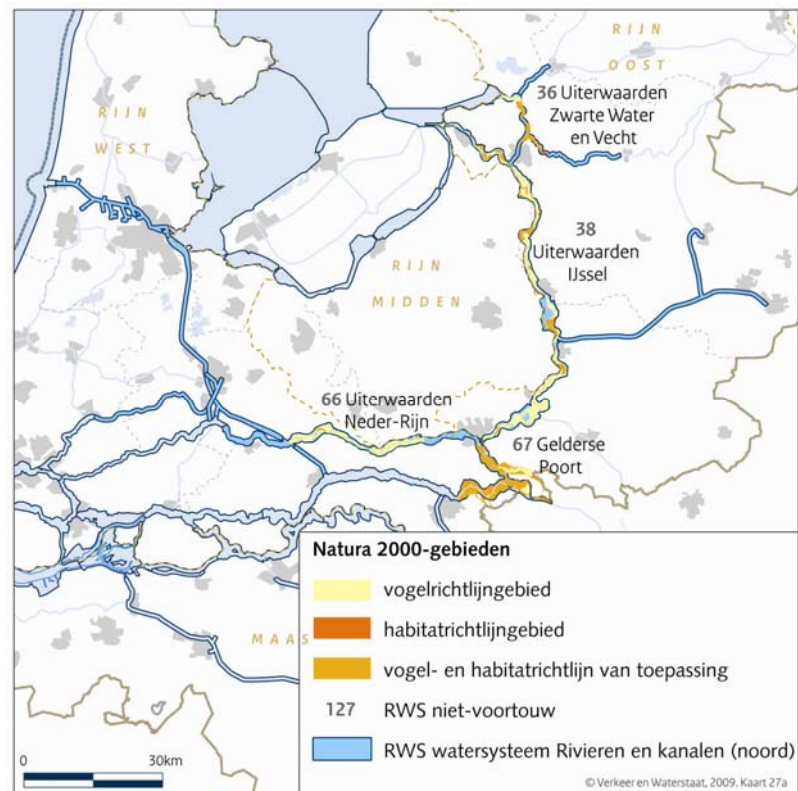 RIJN
OOST
36 Uiterwaarden
Zwarte Water
en Vecht
RIJN
WEST
38
Uiterwaarden
IJssel
RIJN
MIDDEN
66 Uiterwaarden
Neder-Rijn
67 Gelderse
Poort
MAAS
Natura 2000-gebieden
vogelrichtlijngebied
habitatrichtlijngebied
vogel- en habitatrichtlijn van toepassing
127 RWS niet-voortouw
RWS watersysteem Rivieren en kanalen (noord)
0 30km
© Verkeer en Waterstaat, 2009. Kaart 27a